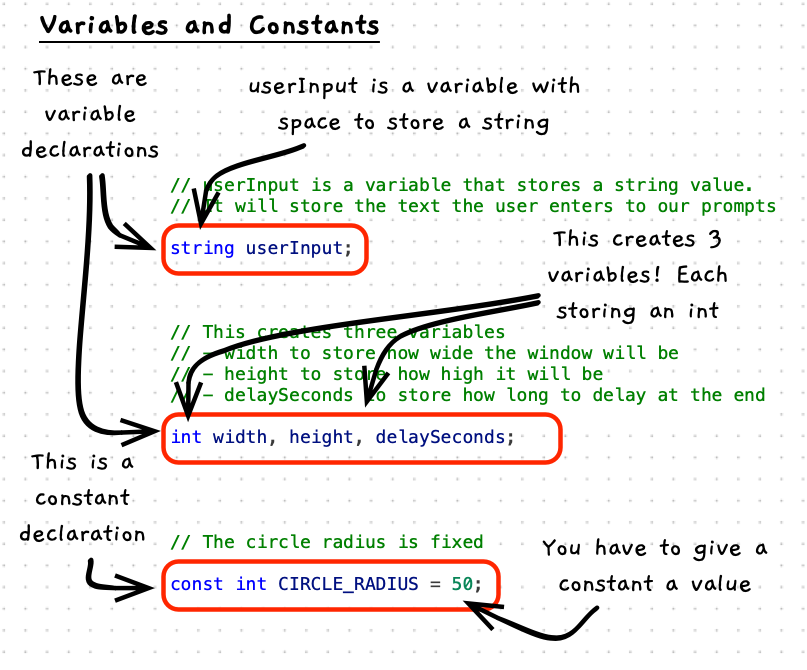 Variables and Constants
These are
variable
declarations
userInput is a variable with
space to store a string
// userInput is a variable that stores a string value.
// It will store the text the user enters to our prompts
string userInput;
This creates 3
variables! Each
storing an int
// This creates three variables
// - width to store how wide the window will be
// - height to store how high it will be
// - delaySeconds to store how long to delay at the end
int width, height, delaySeconds;
This is a
constant
declaration
// The circle radius is fixed
const int CIRCLE_RADIUS = 50;
You have to give a
constant a value